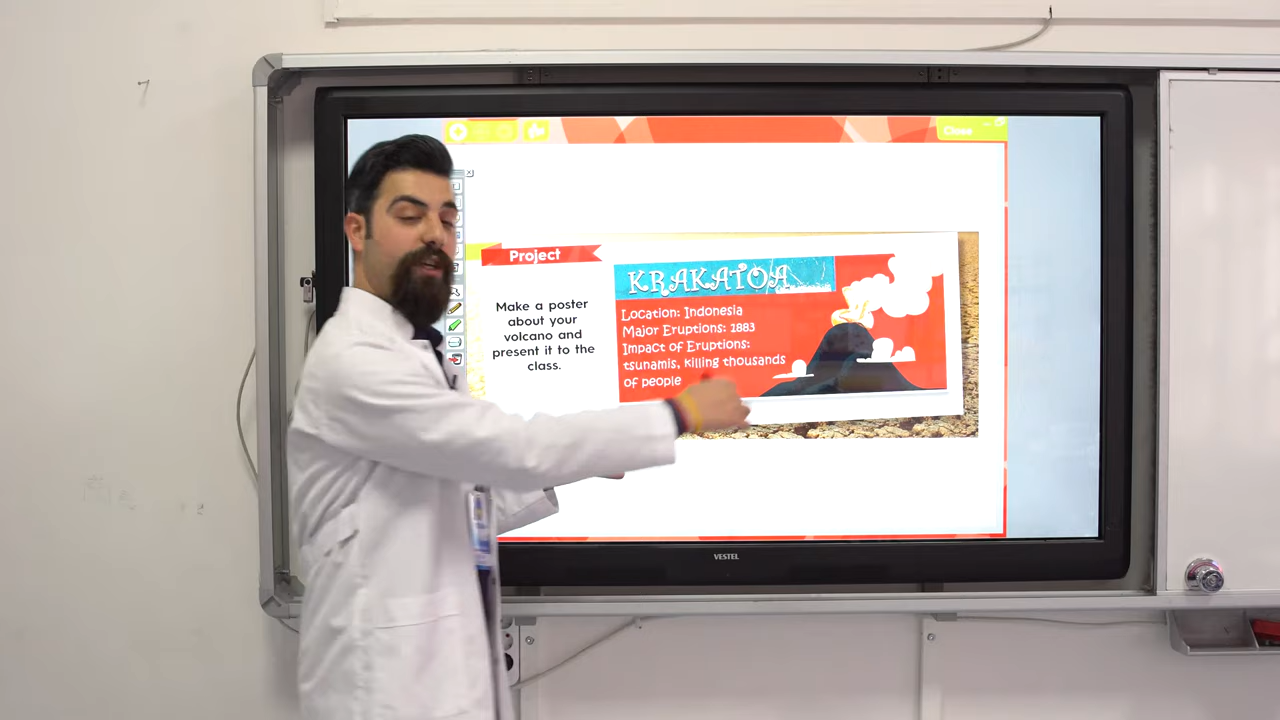 Close
Project
Make a poster
about your
volcano and
present it to the
class.
KRAKATOA
Location: Indonesia
Major Eruptions: 1883
Impact of Eruptions:
tsunamis, killing thousands
of people
VESTEL